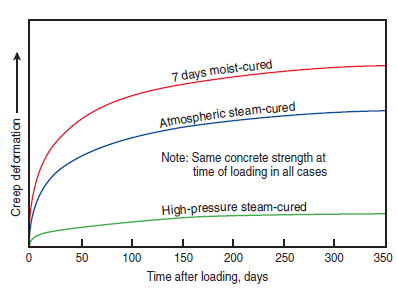 7 days moist-cured
Atmospheric steam-cured
Note: Same concrete strength at
time of loading in all cases
High-pressure steam-cured
Creep deformation
0 50 100 150 200 250 300 350
Time after loading, days